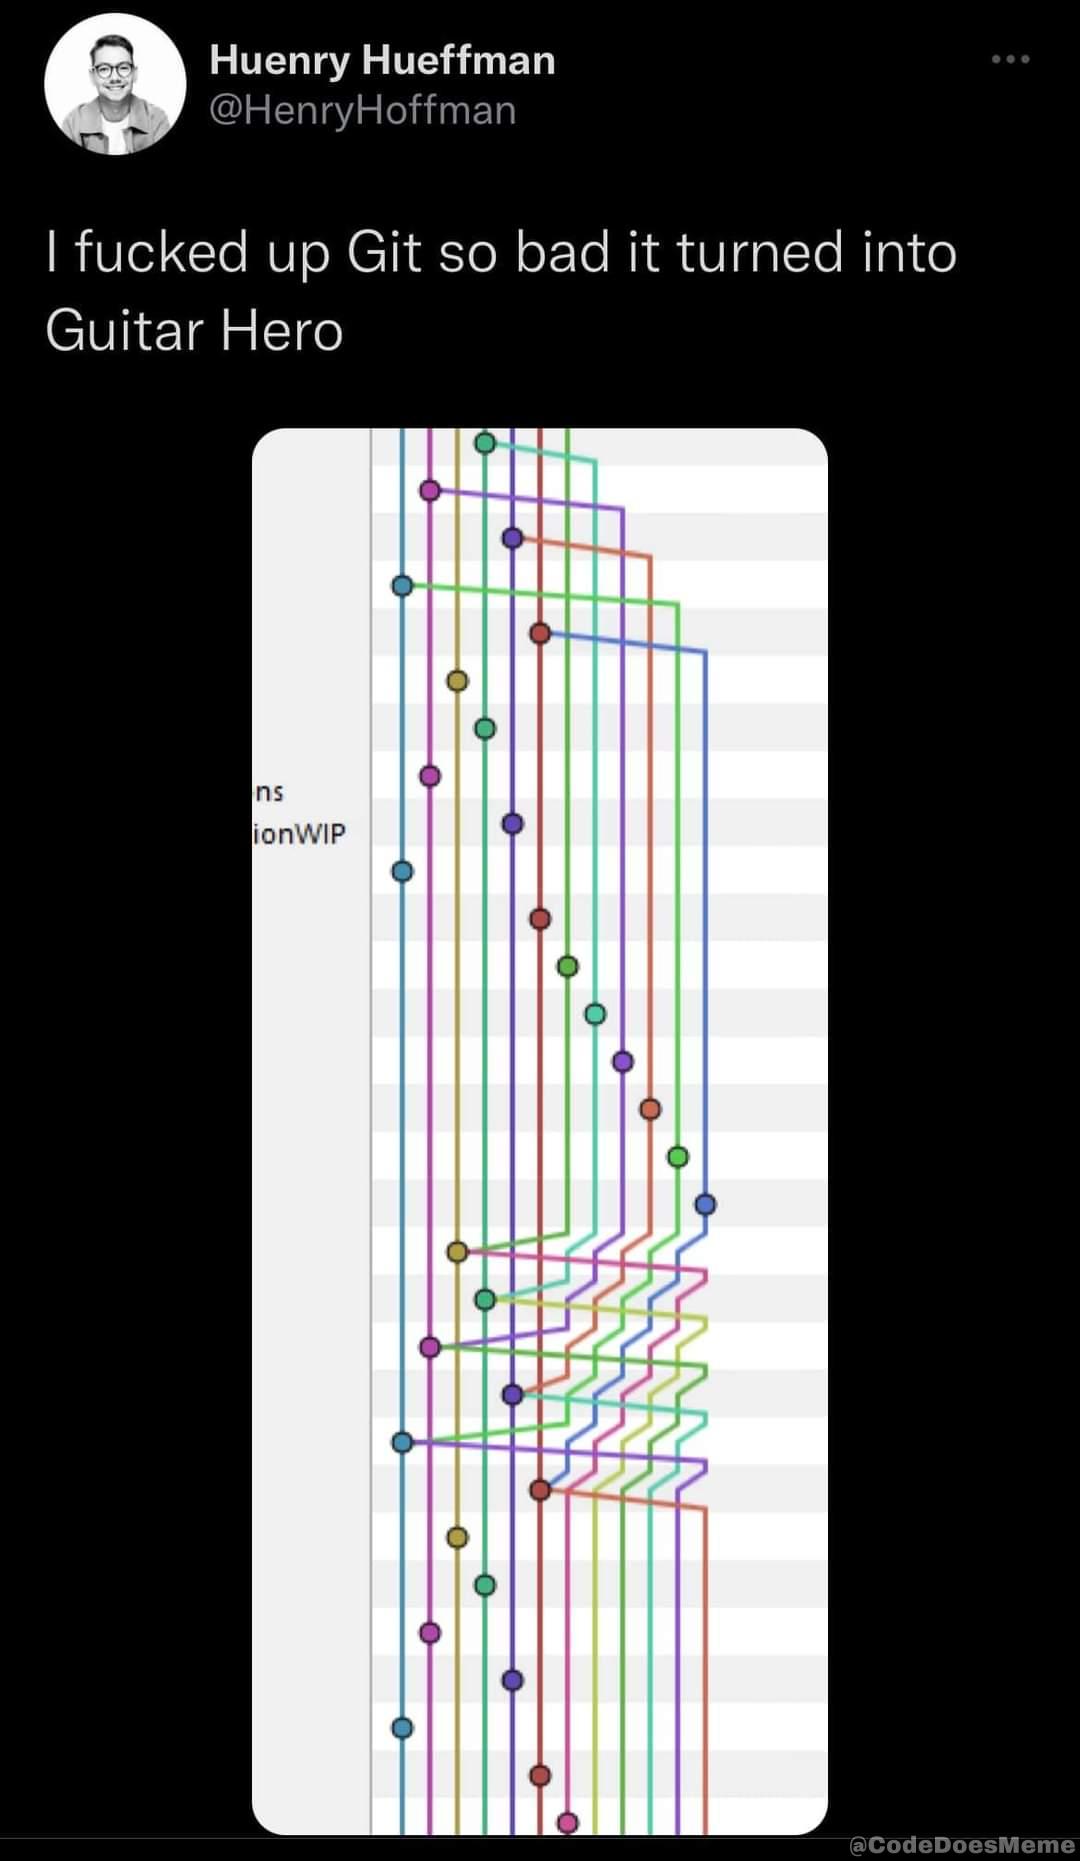 Huenry Hueffman
@HenryHoffman
I fucked up Git so bad it turned into
Guitar Hero
ns
ionWIP
@CodeDoesMeme